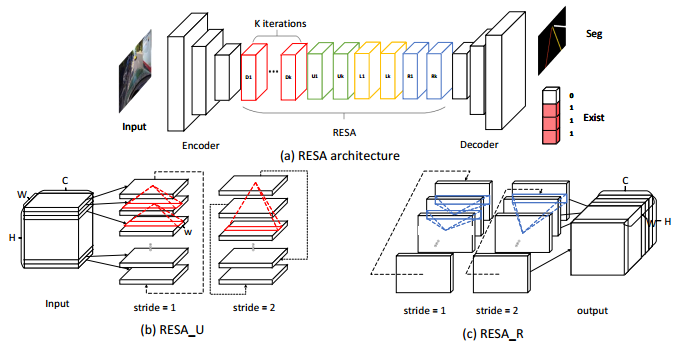 K iterations
Seg
D1 ... Dk U1 Uk L1 Lk R1 Rk
0
1
1
1
Exist
Input
Encoder
RESA
Decoder
(a) RESA architecture
C
W
H
w
Input
stride = 1
stride = 2
(b) RESA_U
C
W
H
stride = 1
stride = 2
output
(c) RESA_R